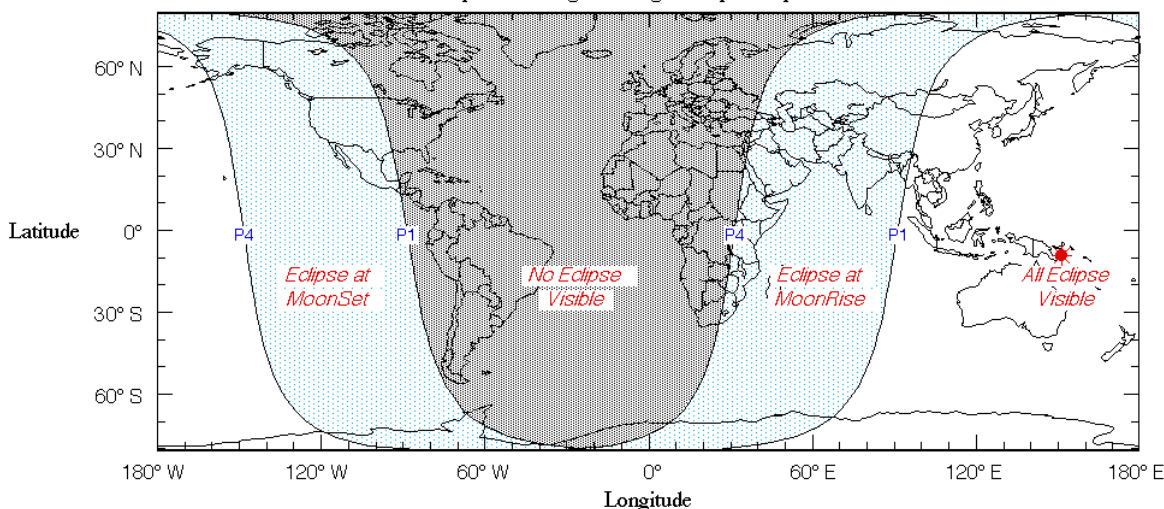 60° N
30° N
Latitude
0°
30° S
60° S
P4
P1
P4
P1
Eclipse at
MoonSet
No Eclipse
Visible
Eclipse at
MoonRise
All Eclipse
Visible
180° W
120° W
60° W
0°
60° E
120° E
180° E
Longitude